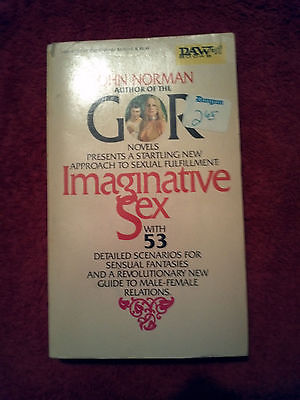 DAW
BOOKS
JOHN NORMAN
AUTHOR OF THE
GOR
NOVELS
PRESENTS A STARTLING NEW
APPROACH TO SEXUAL FULFILLMENT:
Imaginative
Sex
WITH
53
DETAILED SCENARIOS FOR
SENSUAL FANTASIES
AND A REVOLUTIONARY NEW
GUIDE TO MALE-FEMALE
RELATIONS.